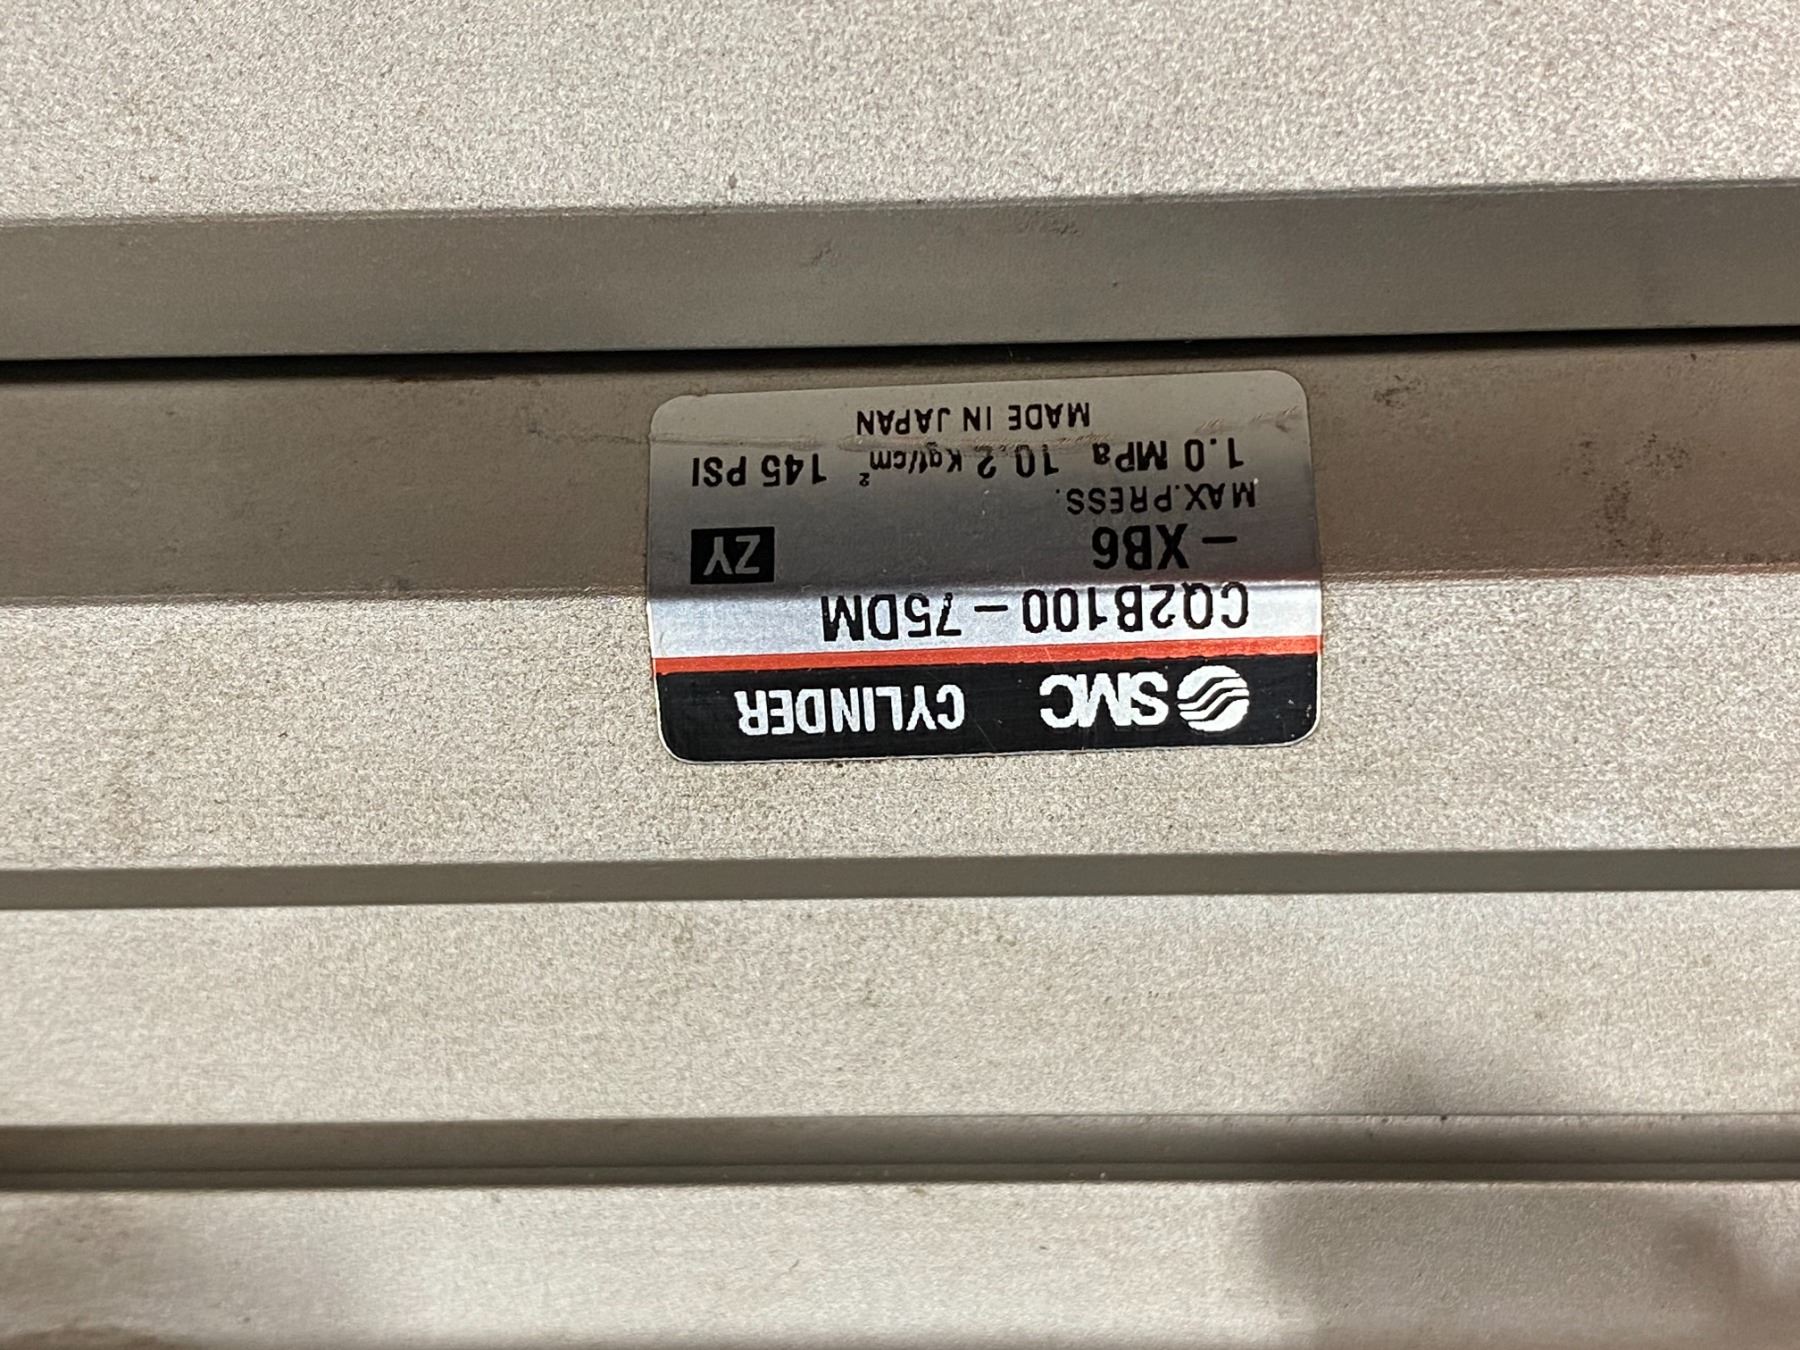 SMC CYLINDER
CQ2B100-75DM
-XB6 ZY
MAX.PRESS.
1.0 MPa 10.2 Kgf/cm² 145 PSI
MADE IN JAPAN